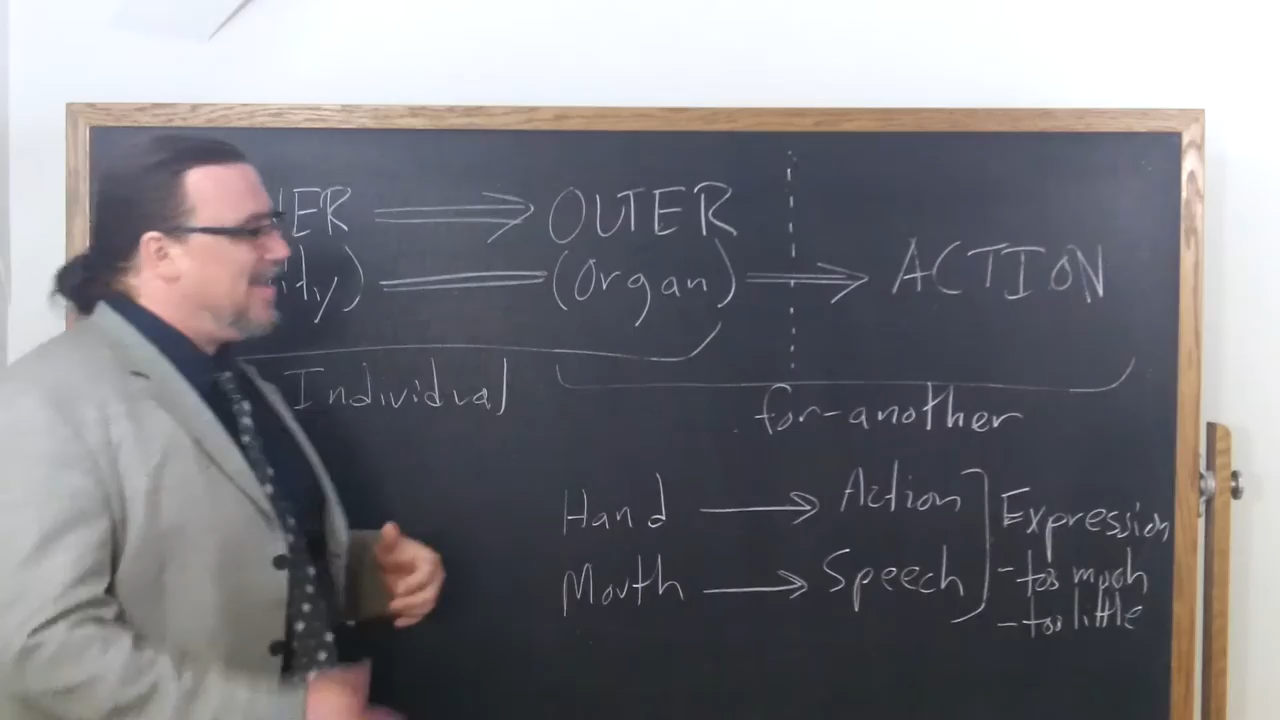 OUTER
(Organ) ACTION
Individual
for-another
Hand Action
Mouth Speech
Expression
- too much
- too little